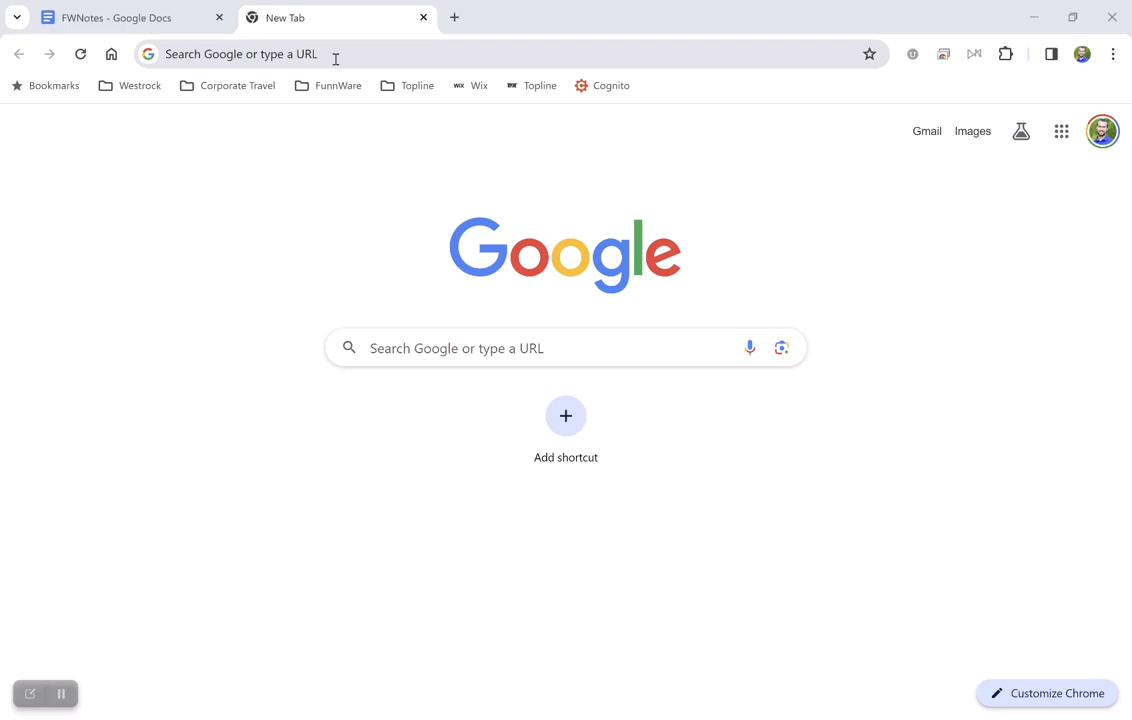 FWNotes - Google Docs
New Tab
Search Google or type a URL
Bookmarks Westrock Corporate Travel FunnWare Topline WIX Wix Topline Cognito
Gmail Images
Google
Search Google or type a URL
Add shortcut
Customize Chrome